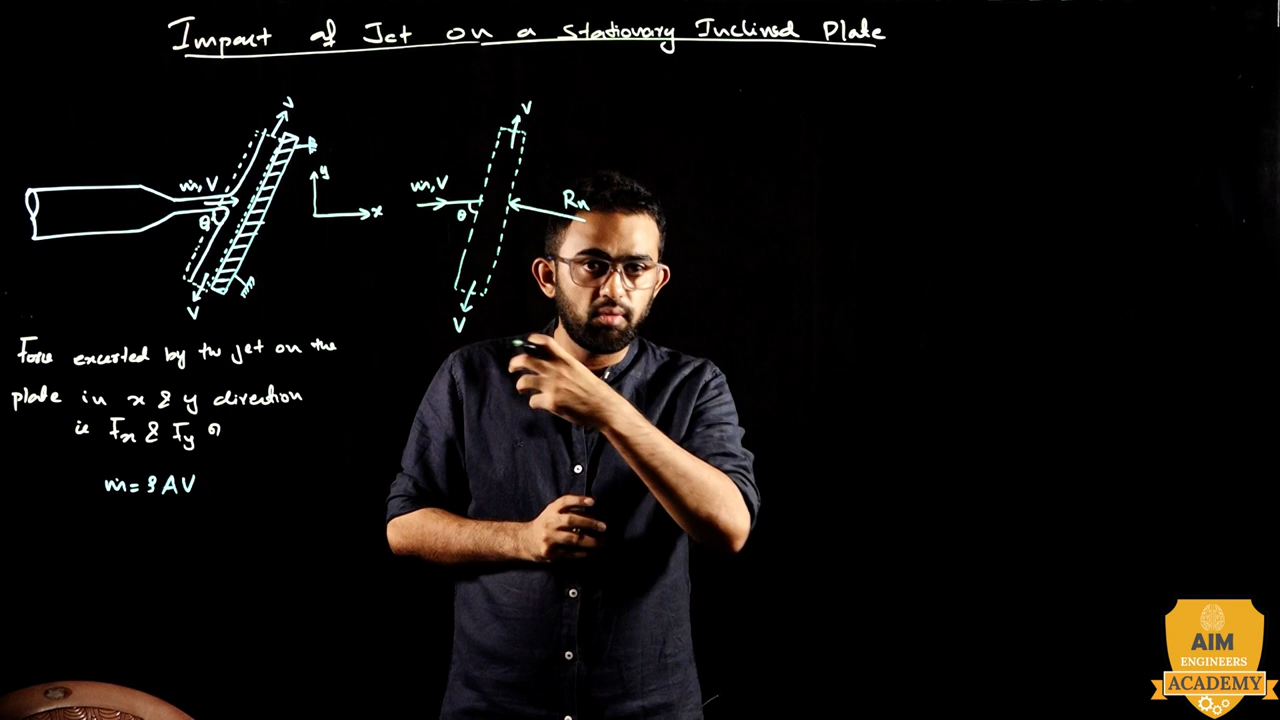 Impact of Jet on a Stationary Inclined Plate
V
ṁ, V
θ
y
x
V
V
ṁ, V
θ
Rn
V
Force excerted by the jet on the
plate in x & y direction
ie Fx & Fy
ṁ = ρAV
AIM
ENGINEERS
ACADEMY